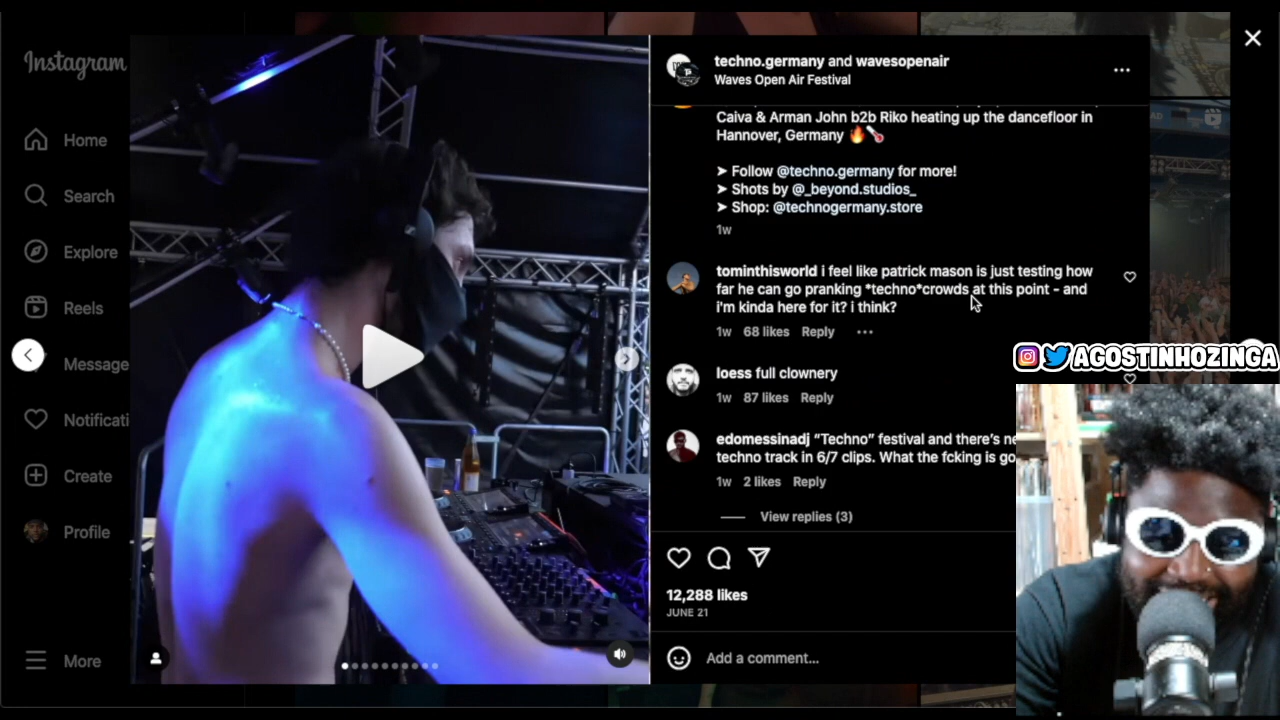 Instagram
Home
Search
Explore
Reels
Message
Notificati
Create
Profile
More
techno.germany and wavesopenair
Waves Open Air Festival
Caiva & Arman John b2b Riko heating up the dancefloor in
Hannover, Germany 🔥🌡️
➤ Follow @techno.germany for more!
➤ Shots by @_beyond.studios_
➤ Shop: @technogermany.store
1w
tominthisworld i feel like patrick mason is just testing how
far he can go pranking *techno*crowds at this point - and
i'm kinda here for it? i think?
1w 68 likes Reply
loess full clownery
1w 87 likes Reply
edomessinadj “Techno” festival and there’s ne
techno track in 6/7 clips. What the fcking is go
1w 2 likes Reply
View replies (3)
12,288 likes
JUNE 21
Add a comment...
AGOSTINHOZINGA